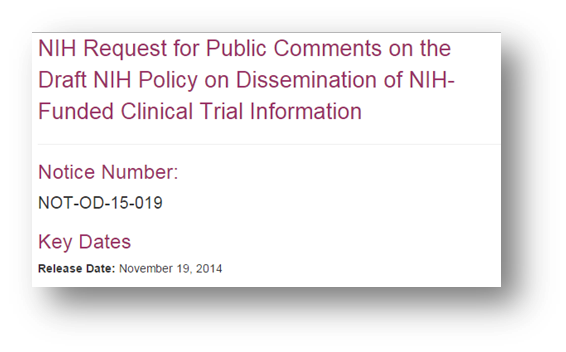 NIH Request for Public Comments on the
Draft NIH Policy on Dissemination of NIH-
Funded Clinical Trial Information
Notice Number:
NOT-OD-15-019
Key Dates
Release Date: November 19, 2014